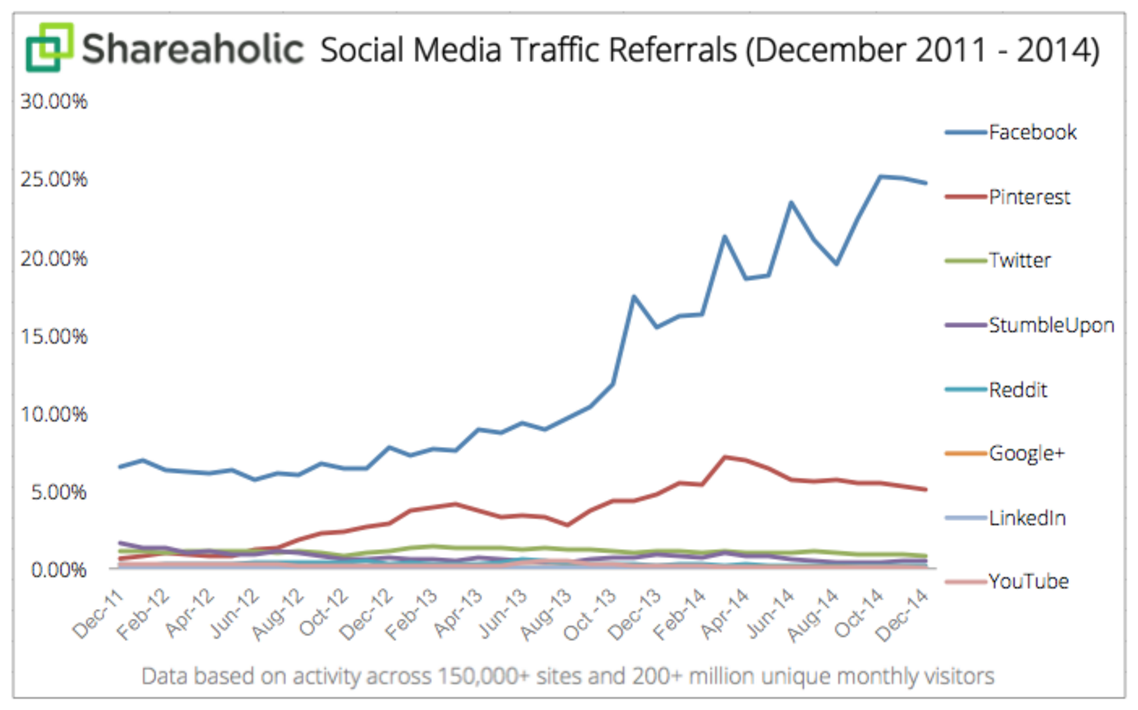 Shareaholic Social Media Traffic Referrals (December 2011 - 2014)
30.00%
25.00%
20.00%
15.00%
10.00%
5.00%
0.00%
Facebook
Pinterest
Twitter
StumbleUpon
Reddit
Google+
LinkedIn
YouTube
Dec-11
Feb-12
Apr-12
Jun-12
Aug-12
Oct-12
Dec-12
Feb-13
Apr-13
Jun-13
Aug-13
Oct -13
Dec-13
Feb-14
Apr-14
Jun-14
Aug-14
Oct-14
Dec-14
Data based on activity across 150,000+ sites and 200+ million unique monthly visitors